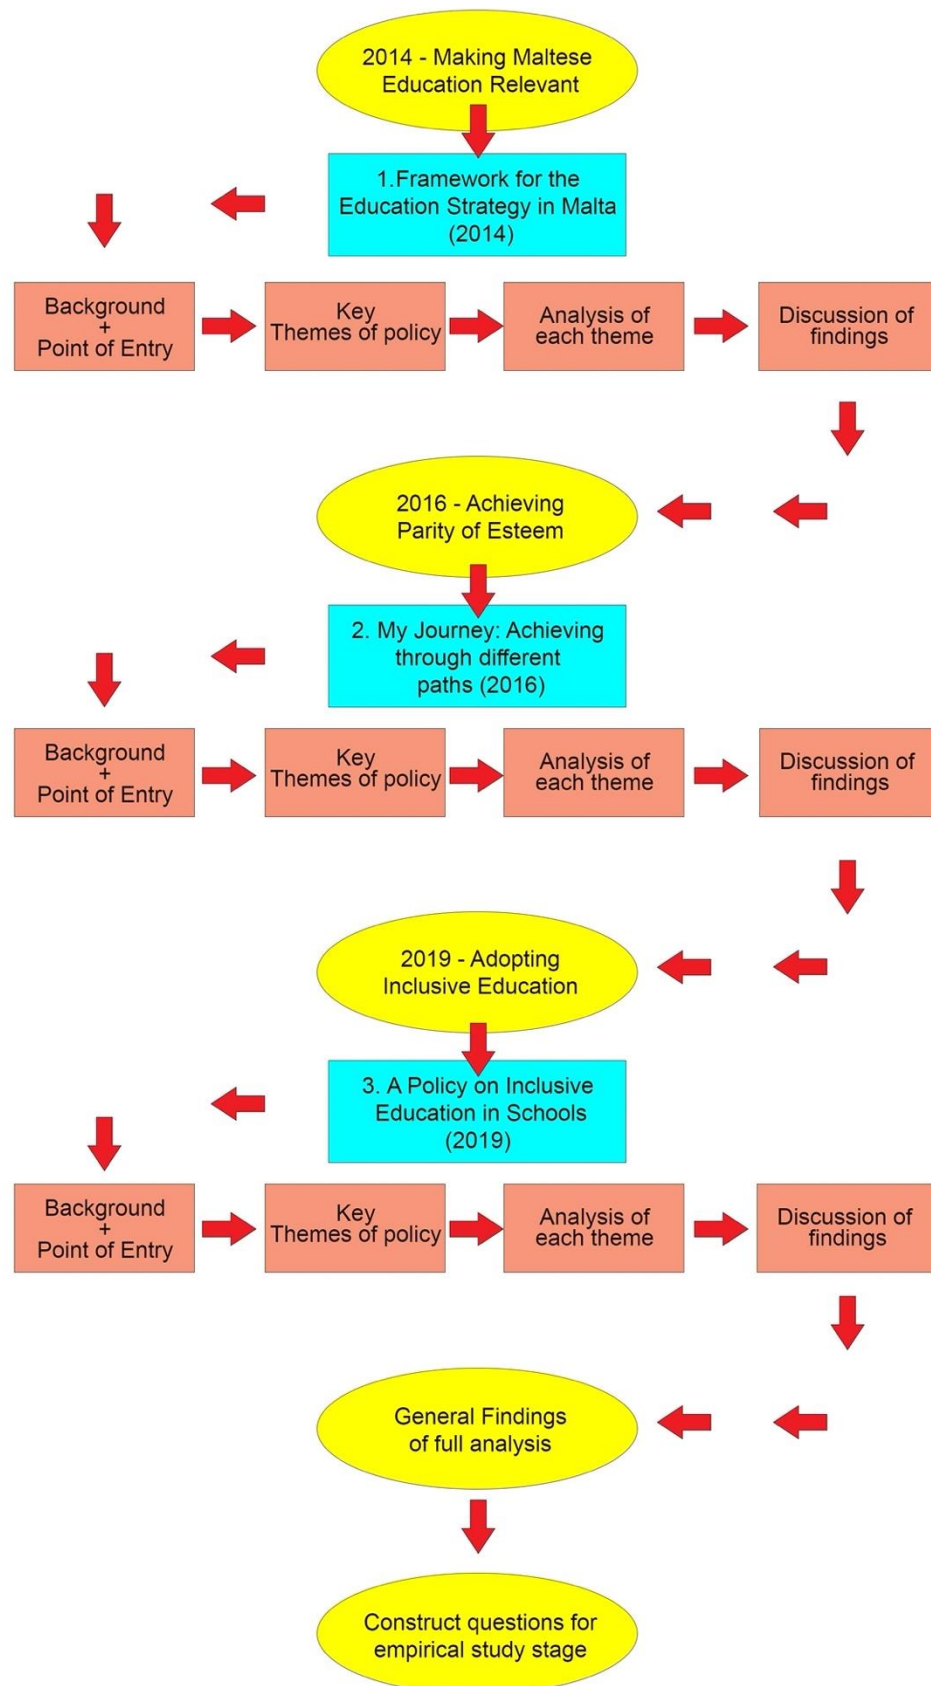 2014 - Making Maltese
Education Relevant
1.Framework for the
Education Strategy in Malta
(2014)
Background
+
Point of Entry
Key
Themes of policy
Analysis of
each theme
Discussion of
findings
2016 - Achieving
Parity of Esteem
2. My Journey: Achieving
through different
paths (2016)
Background
+
Point of Entry
Key
Themes of policy
Analysis of
each theme
Discussion of
findings
2019 - Adopting
Inclusive Education
3. A Policy on Inclusive
Education in Schools
(2019)
Background
+
Point of Entry
Key
Themes of policy
Analysis of
each theme
Discussion of
findings
General Findings
of full analysis
Construct questions for
empirical study stage